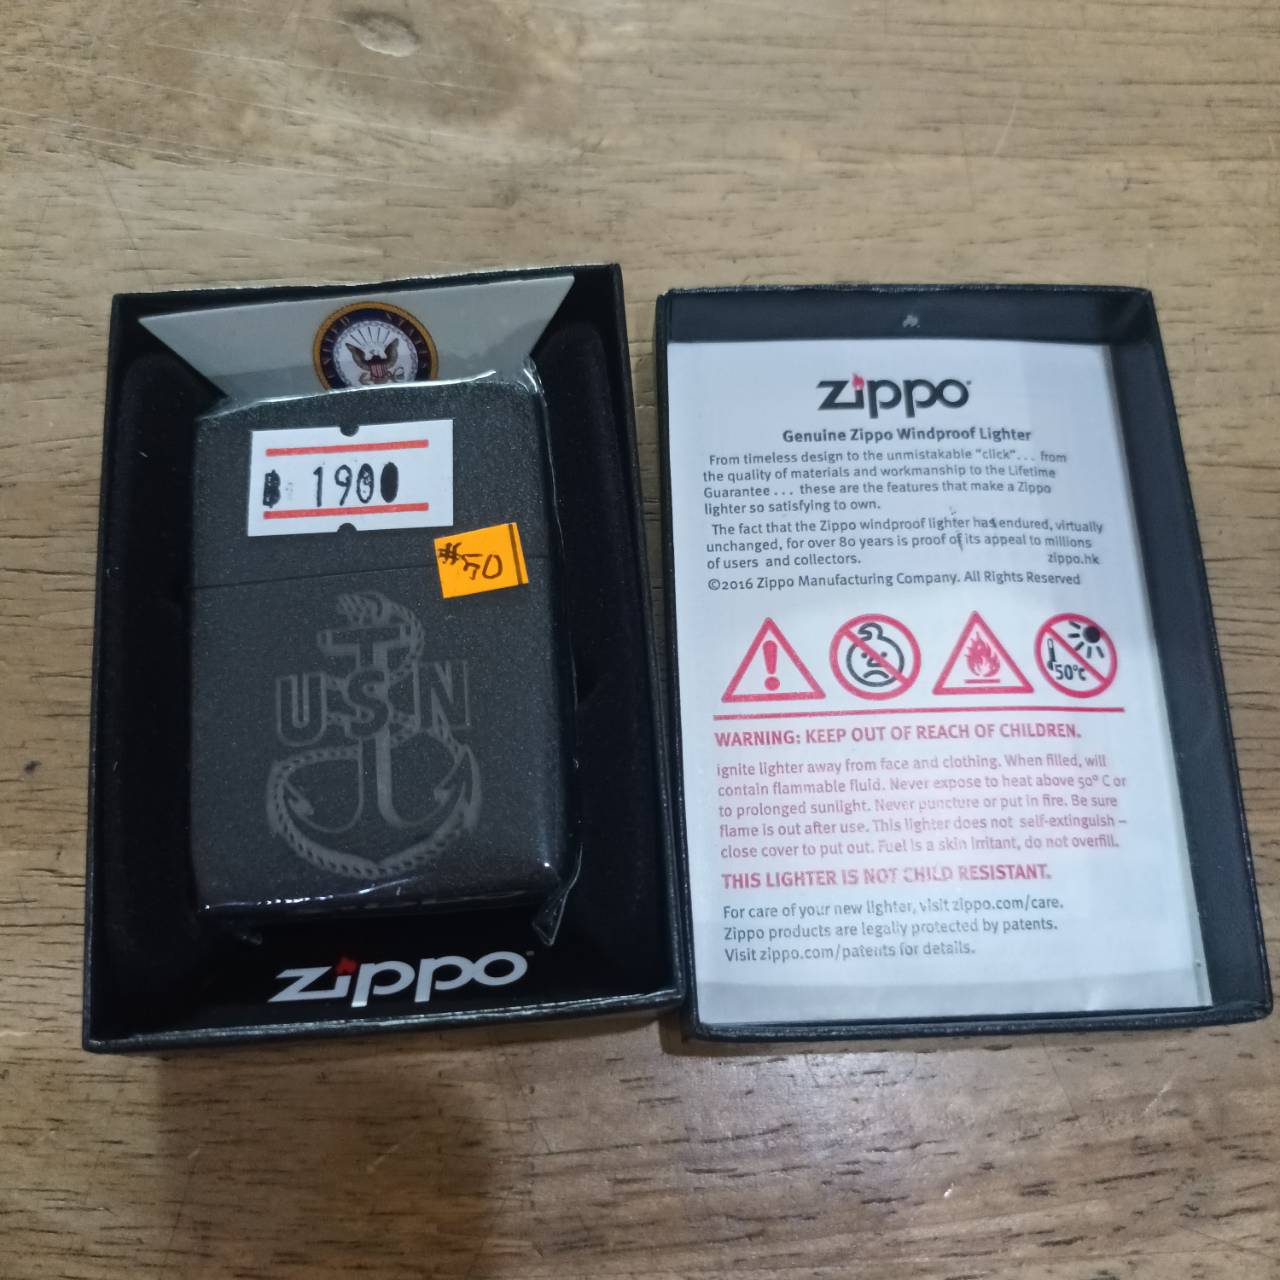 UNITED STATES
฿ 1900
#50
USN
zippo
zippo
Genuine Zippo Windproof Lighter
From timeless design to the unmistakable "click"... from
the quality of materials and workmanship to the Lifetime
Guarantee ... these are the features that make a Zippo
lighter so satisfying to own.
The fact that the Zippo windproof lighter has endured, virtually
unchanged, for over 80 years is proof of its appeal to millions
of users and collectors.
zippo.hk
©2016 Zippo Manufacturing Company. All Rights Reserved
50°c
WARNING: KEEP OUT OF REACH OF CHILDREN.
ignite lighter away from face and clothing. When filled, will
contain flammable fluid. Never expose to heat above 50° C or
to prolonged sunlight. Never puncture or put in fire. Be sure
flame is out after use. This lighter does not self-extinguish –
close cover to put out. Fuel is a skin irritant, do not overfill.
THIS LIGHTER IS NOT CHILD RESISTANT.
For care of your new lighter, visit zippo.com/care.
Zippo products are legally protected by patents.
Visit zippo.com/patents for details.